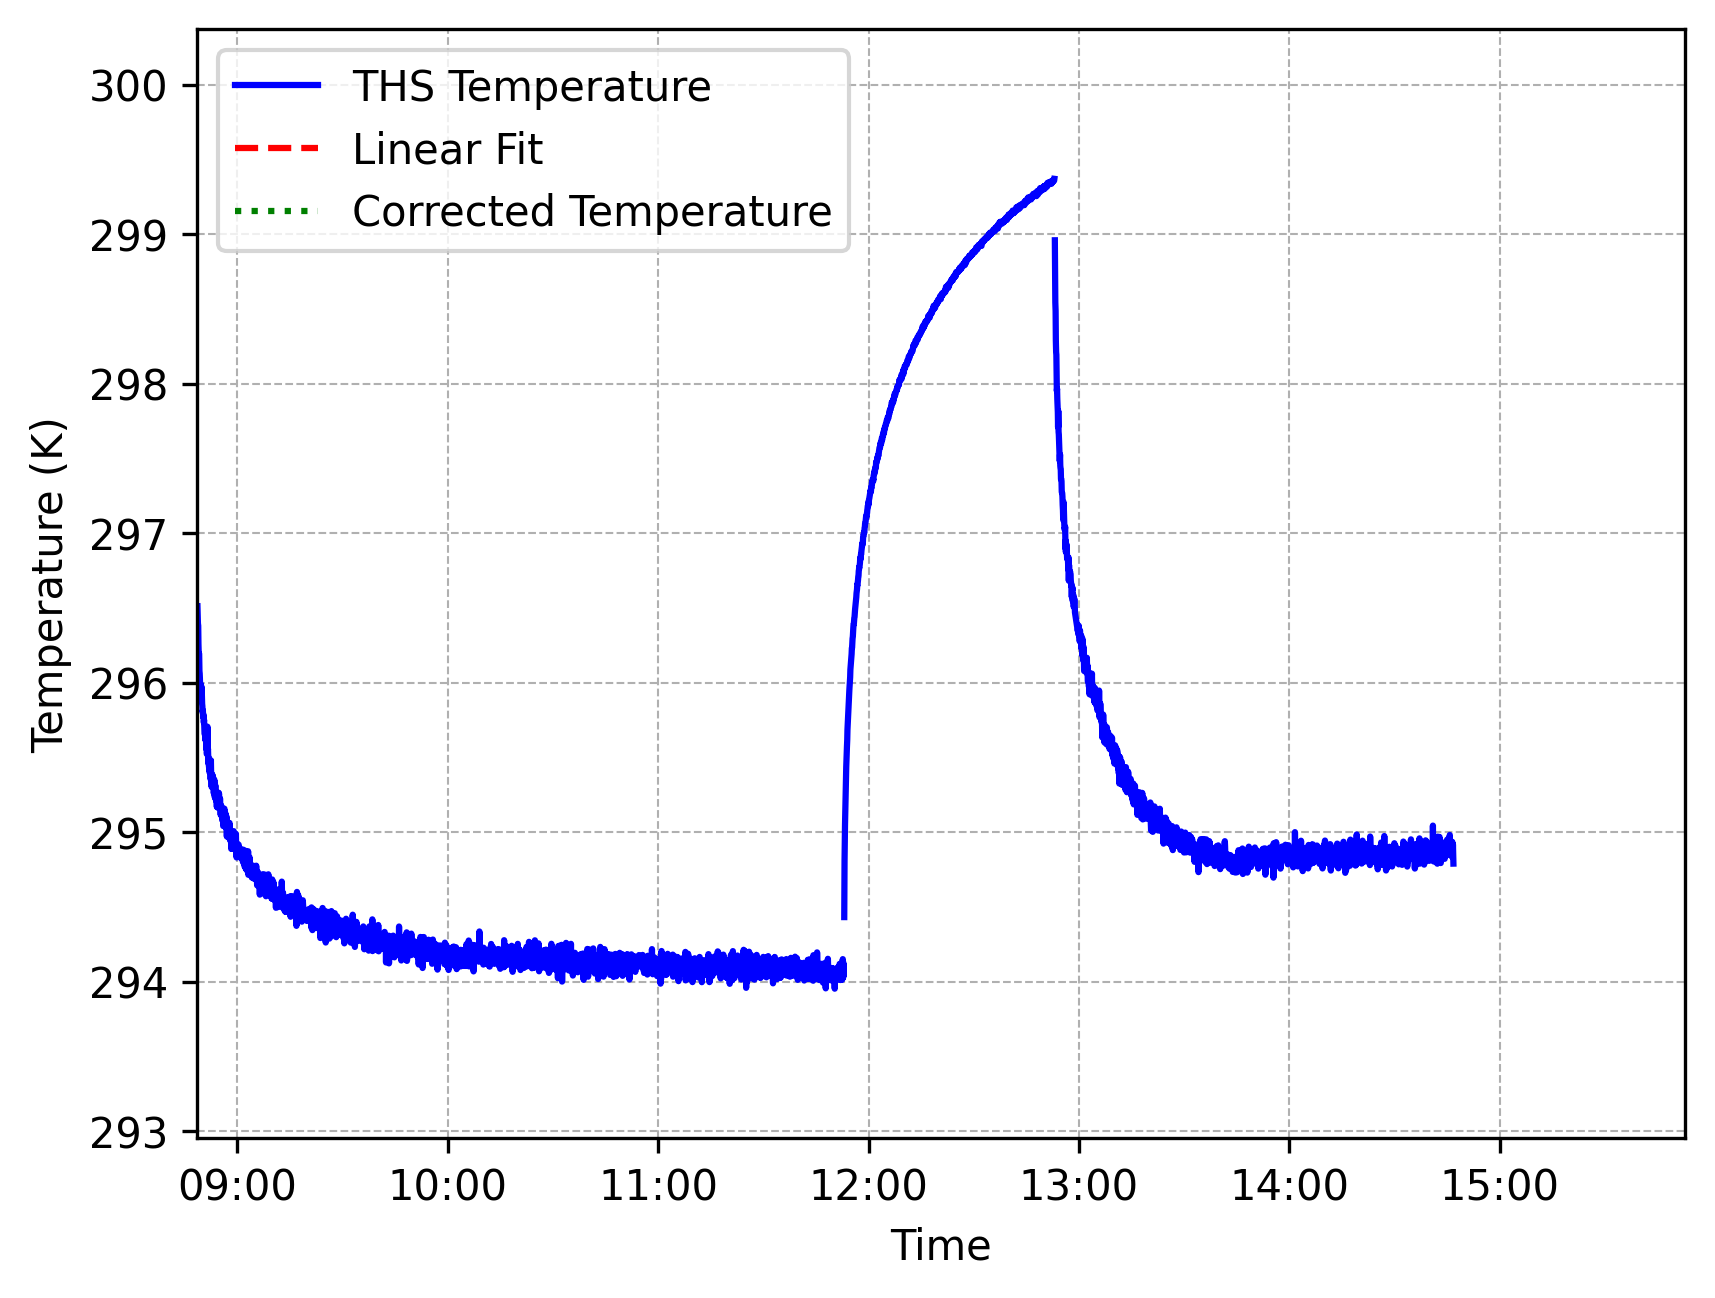 THS Temperature
Linear Fit
Corrected Temperature
300
299
298
297
296
295
294
293
Temperature (K)
09:00 10:00 11:00 12:00 13:00 14:00 15:00
Time